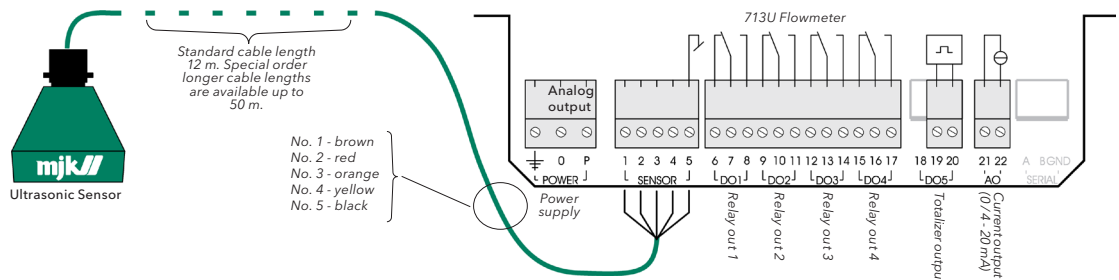 713U Flowmeter
Standard cable length
12 m. Special order
longer cable lengths
are available up to
50 m.
Analog
output
mjk
Ultrasonic Sensor
No. 1 - brown
No. 2 - red
No. 3 - orange
No. 4 - yellow
No. 5 - black
0 P 1 2 3 4 5 6 7 8 9 10 11 12 13 14 15 16 17 18 19 20 21 22 A B GND
POWER SENSOR DO1 DO2 DO3 DO4 DO5 AO SERIAL
Power
supply
Relay out 1
Relay out 2
Relay out 3
Relay out 4
Totalizer output
Current output
(0 / 4 - 20 mA)